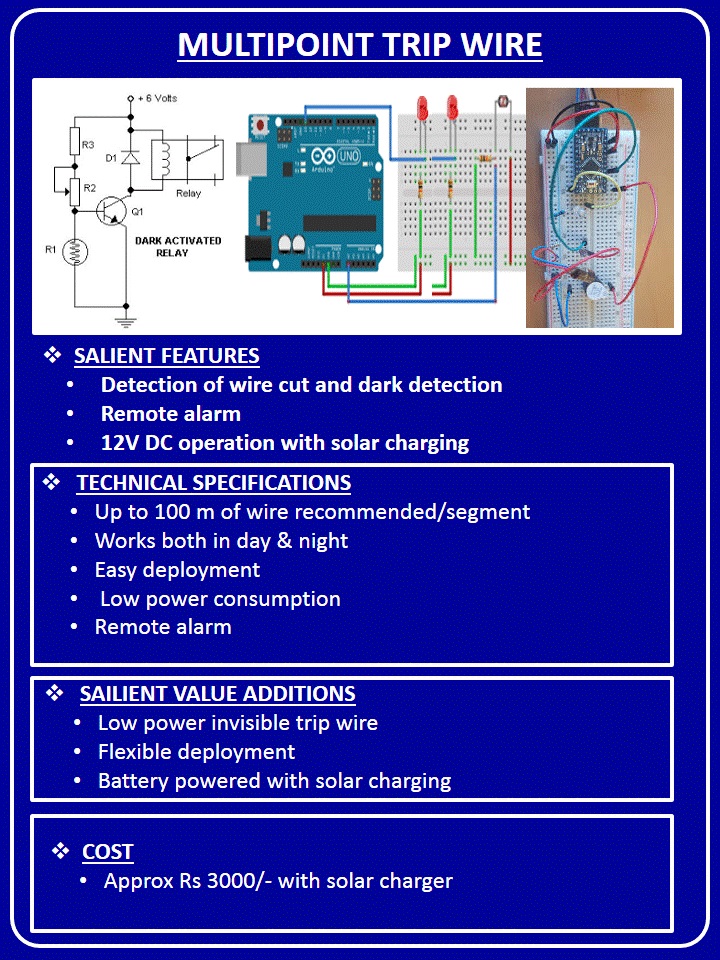 MULTIPOINT TRIP WIRE
+ 6 Volts
R3
D1
R2
Relay
Q1
R1
DARK ACTIVATED
RELAY
UNO
Arduino
❖ SALIENT FEATURES
• Detection of wire cut and dark detection
• Remote alarm
• 12V DC operation with solar charging
❖ TECHNICAL SPECIFICATIONS
• Up to 100 m of wire recommended/segment
• Works both in day & night
• Easy deployment
• Low power consumption
• Remote alarm
❖ SAILIENT VALUE ADDITIONS
• Low power invisible trip wire
• Flexible deployment
• Battery powered with solar charging
❖ COST
• Approx Rs 3000/- with solar charger